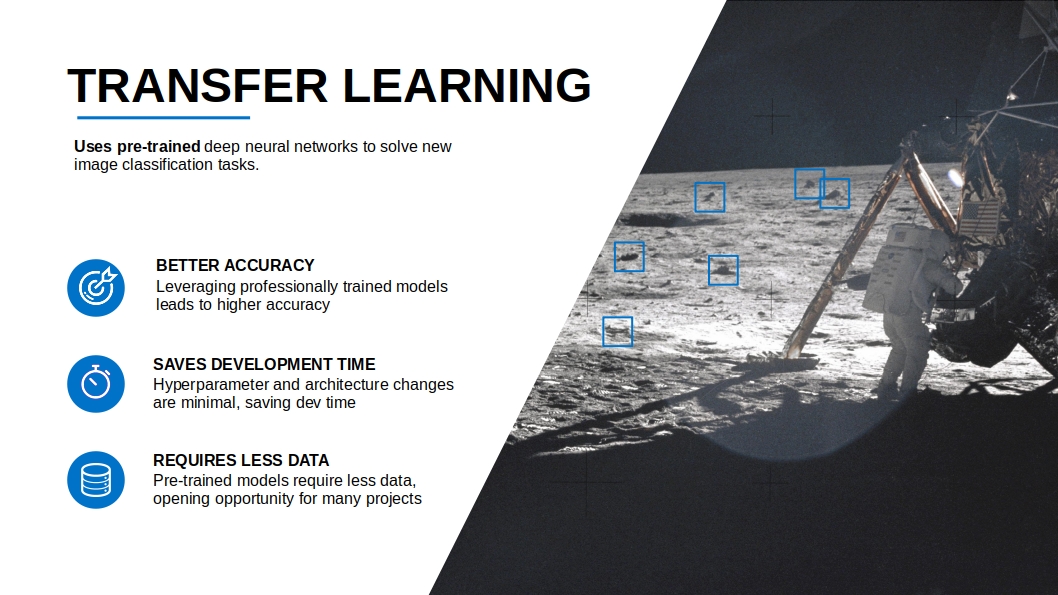 TRANSFER LEARNING
Uses pre-trained deep neural networks to solve new
image classification tasks.
BETTER ACCURACY
Leveraging professionally trained models
leads to higher accuracy
SAVES DEVELOPMENT TIME
Hyperparameter and architecture changes
are minimal, saving dev time
REQUIRES LESS DATA
Pre-trained models require less data,
opening opportunity for many projects